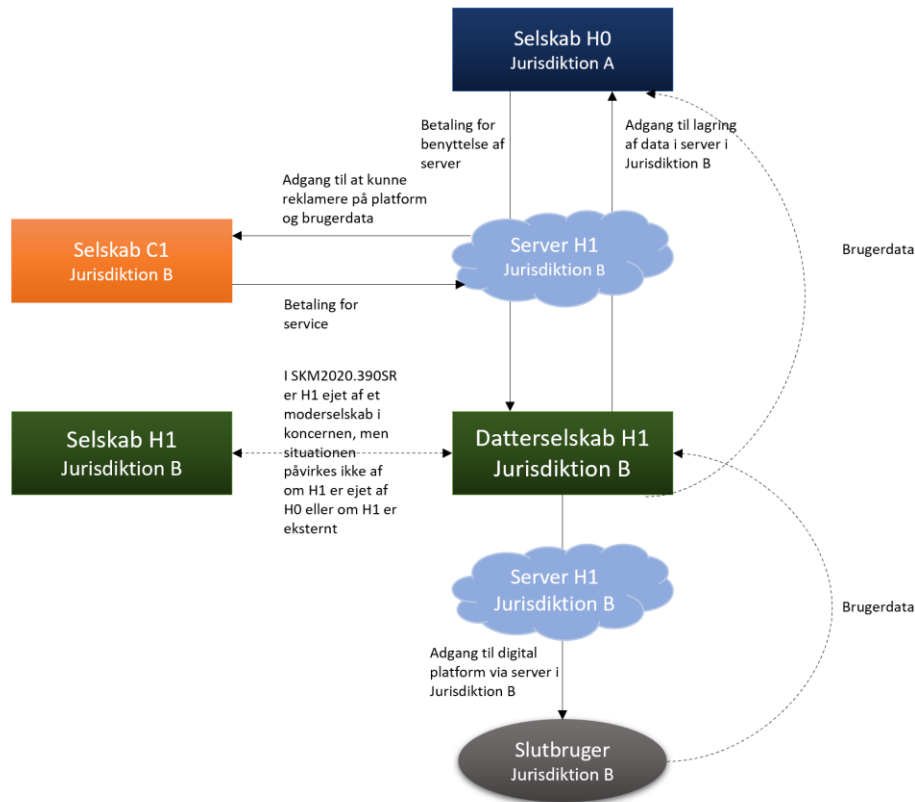 Selskab H0
Jurisdiktion A
Betaling for
benyttelse af
server
Adgang til lagring
af data i server i
Jurisdiktion B
Adgang til at kunne
reklamere på platform
og brugerdata
Selskab C1
Jurisdiktion B
Server H1
Jurisdiktion B
Brugerdata
Betaling for
service
I SKM2020.390SR
er H1 ejet af et
moderselskab i
koncernen, men
situationen
påvirkes ikke af
om H1 er ejet af
H0 eller om H1 er
eksternt
Selskab H1
Jurisdiktion B
Datterselskab H1
Jurisdiktion B
Server H1
Jurisdiktion B
Brugerdata
Adgang til digital
platform via server i
Jurisdiktion B
Slutbruger
Jurisdiktion B